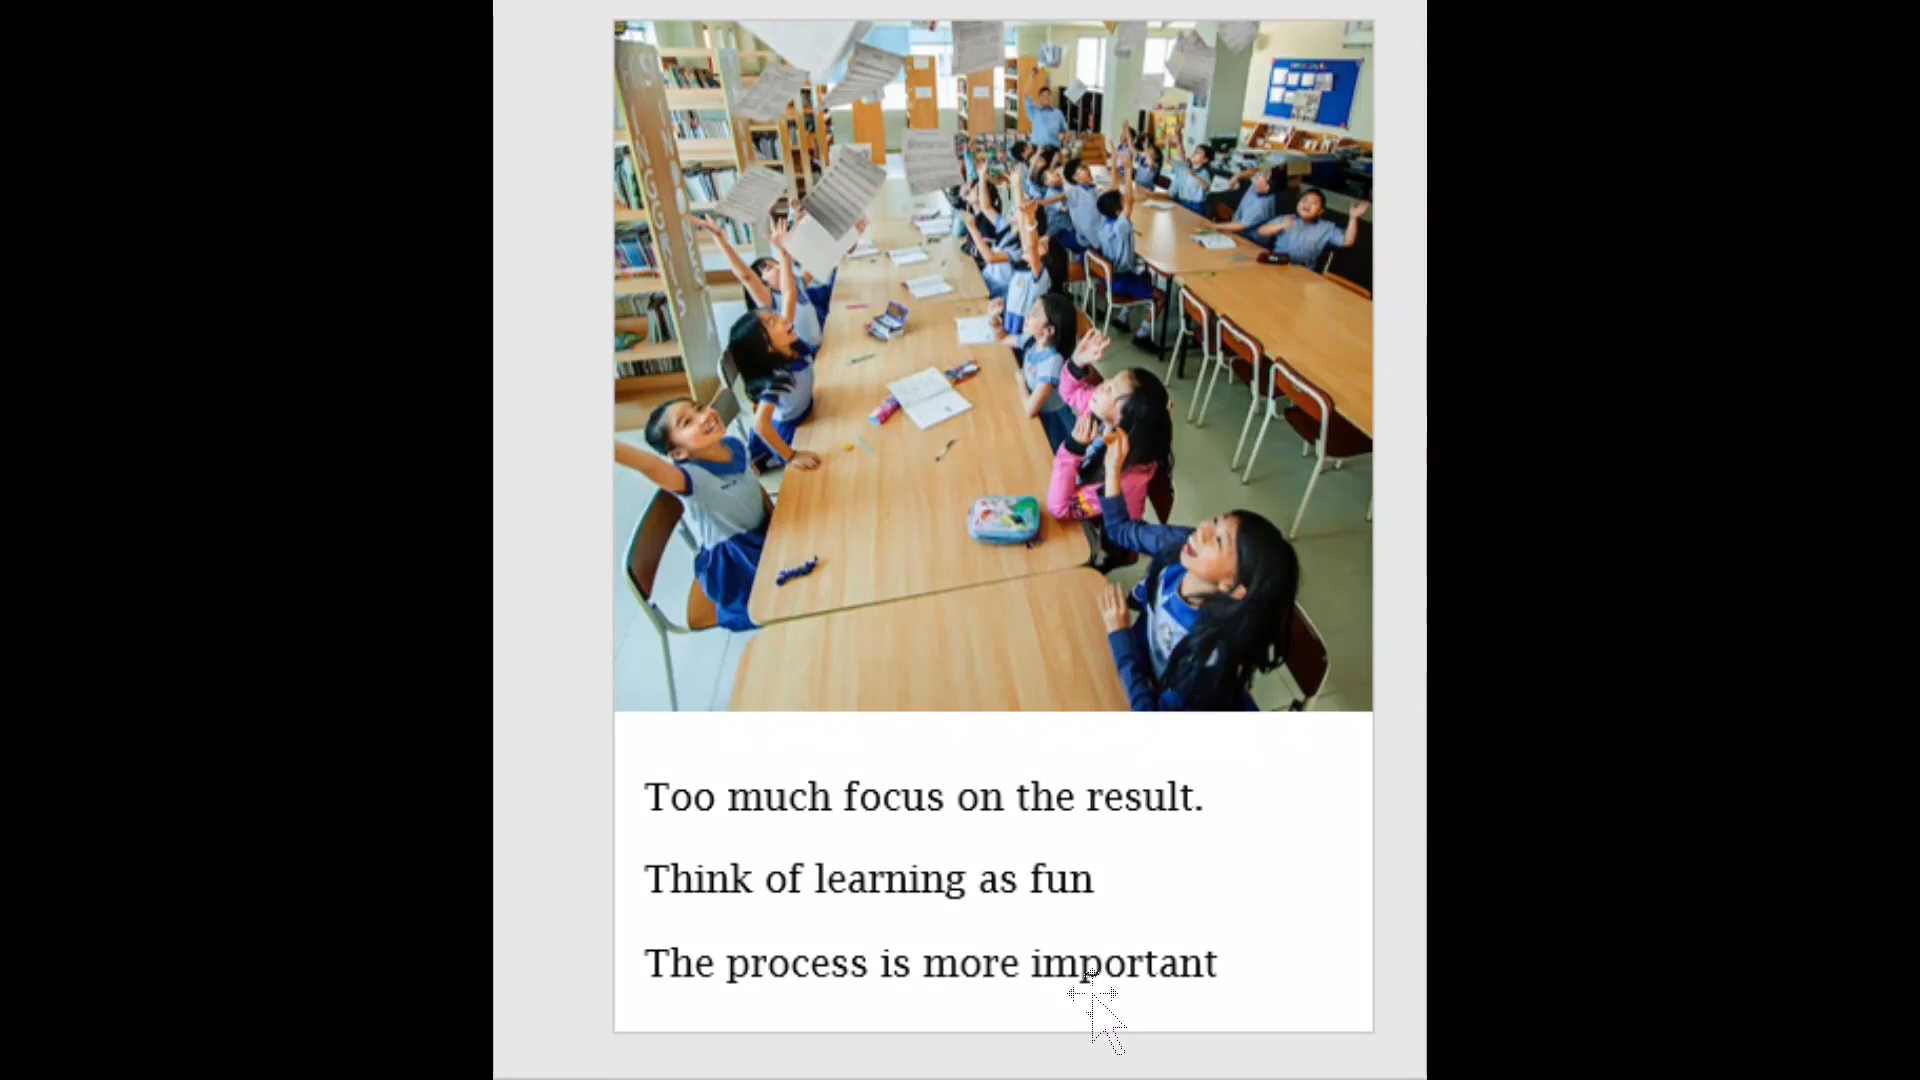 Too much focus on the result.
Think of learning as fun
The process is more important